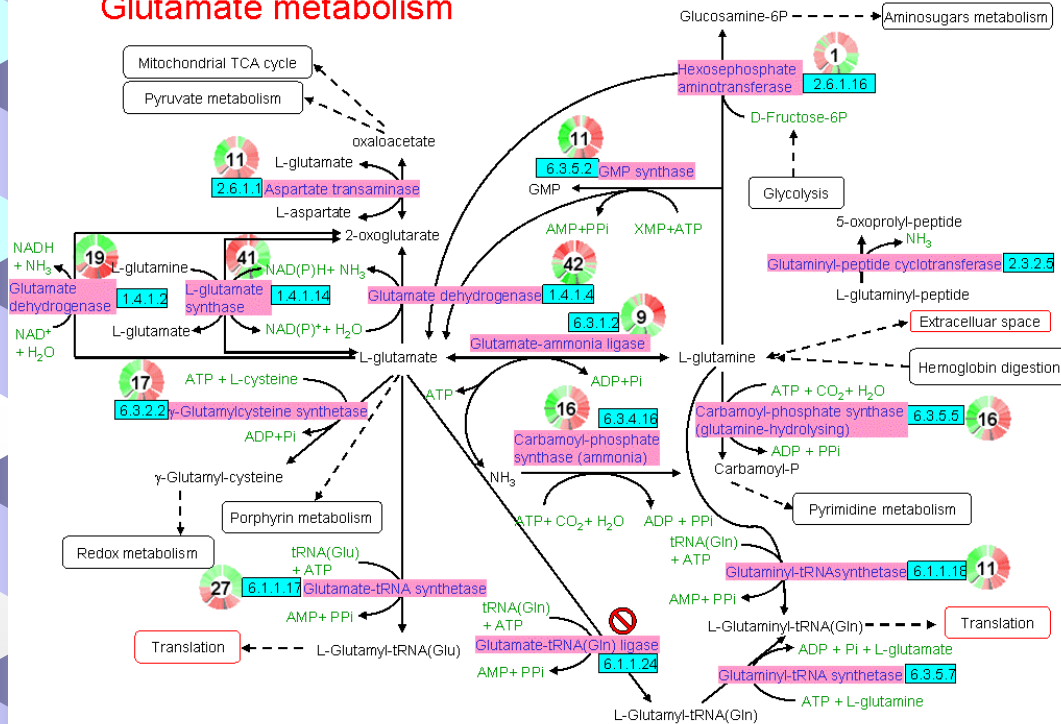 Glutamate metabolism
Glucosamine-6P
Aminosugars metabolism
Mitochondrial TCA cycle
Pyruvate metabolism
Hexosephosphate
aminotransferase
1
2.6.1.16
D-Fructose-6P
oxaloacetate
11
L-glutamate
2.6.1.1
Aspartate transaminase
L-aspartate
2-oxoglutarate
11
6.3.5.2
GMP synthase
GMP
AMP+PPi
XMP+ATP
Glycolysis
5-oxoprolyl-peptide
NH3
Glutaminyl-peptide cyclotransferase
2.3.2.5
L-glutaminyl-peptide
NADH
+ NH3
19
Glutamate
dehydrogenase
1.4.1.2
NAD+
+ H2O
L-glutamine
41
NAD(P)H+ NH3
L-glutamate
synthase
1.4.1.14
L-glutamate
NAD(P)+ + H2O
42
Glutamate dehydrogenase
1.4.1.4
6.3.1.2
9
Glutamate-ammonia ligase
Extracelluar space
L-glutamate
L-glutamine
Hemoglobin digestion
ATP
ADP+Pi
17
ATP + L-cysteine
6.3.2.2
γ-Glutamylcysteine synthetase
ADP+Pi
γ-Glutamyl-cysteine
Redox metabolism
Porphyrin metabolism
16
6.3.4.16
Carbamoyl-phosphate
synthase (ammonia)
NH3
ATP+ CO2+ H2O
ADP + PPi
ATP + CO2+ H2O
Carbamoyl-phosphate synthase
(glutamine-hydrolysing)
6.3.5.5
16
ADP + PPi
Carbamoyl-P
Pyrimidine metabolism
tRNA(Glu)
+ ATP
27
6.1.1.17
Glutamate-tRNA synthetase
AMP+ PPi
Translation
L-Glutamyl-tRNA(Glu)
tRNA(Gln)
+ ATP
Glutamate-tRNA(Gln) ligase
6.1.1.24
AMP+ PPi
L-Glutamyl-tRNA(Gln)
tRNA(Gln)
+ ATP
Glutaminyl-tRNAsynthetase
6.1.1.18
11
AMP+ PPi
L-Glutaminyl-tRNA(Gln)
Translation
ADP + Pi + L-glutamate
Glutaminyl-tRNA synthetase
6.3.5.7
ATP + L-glutamine